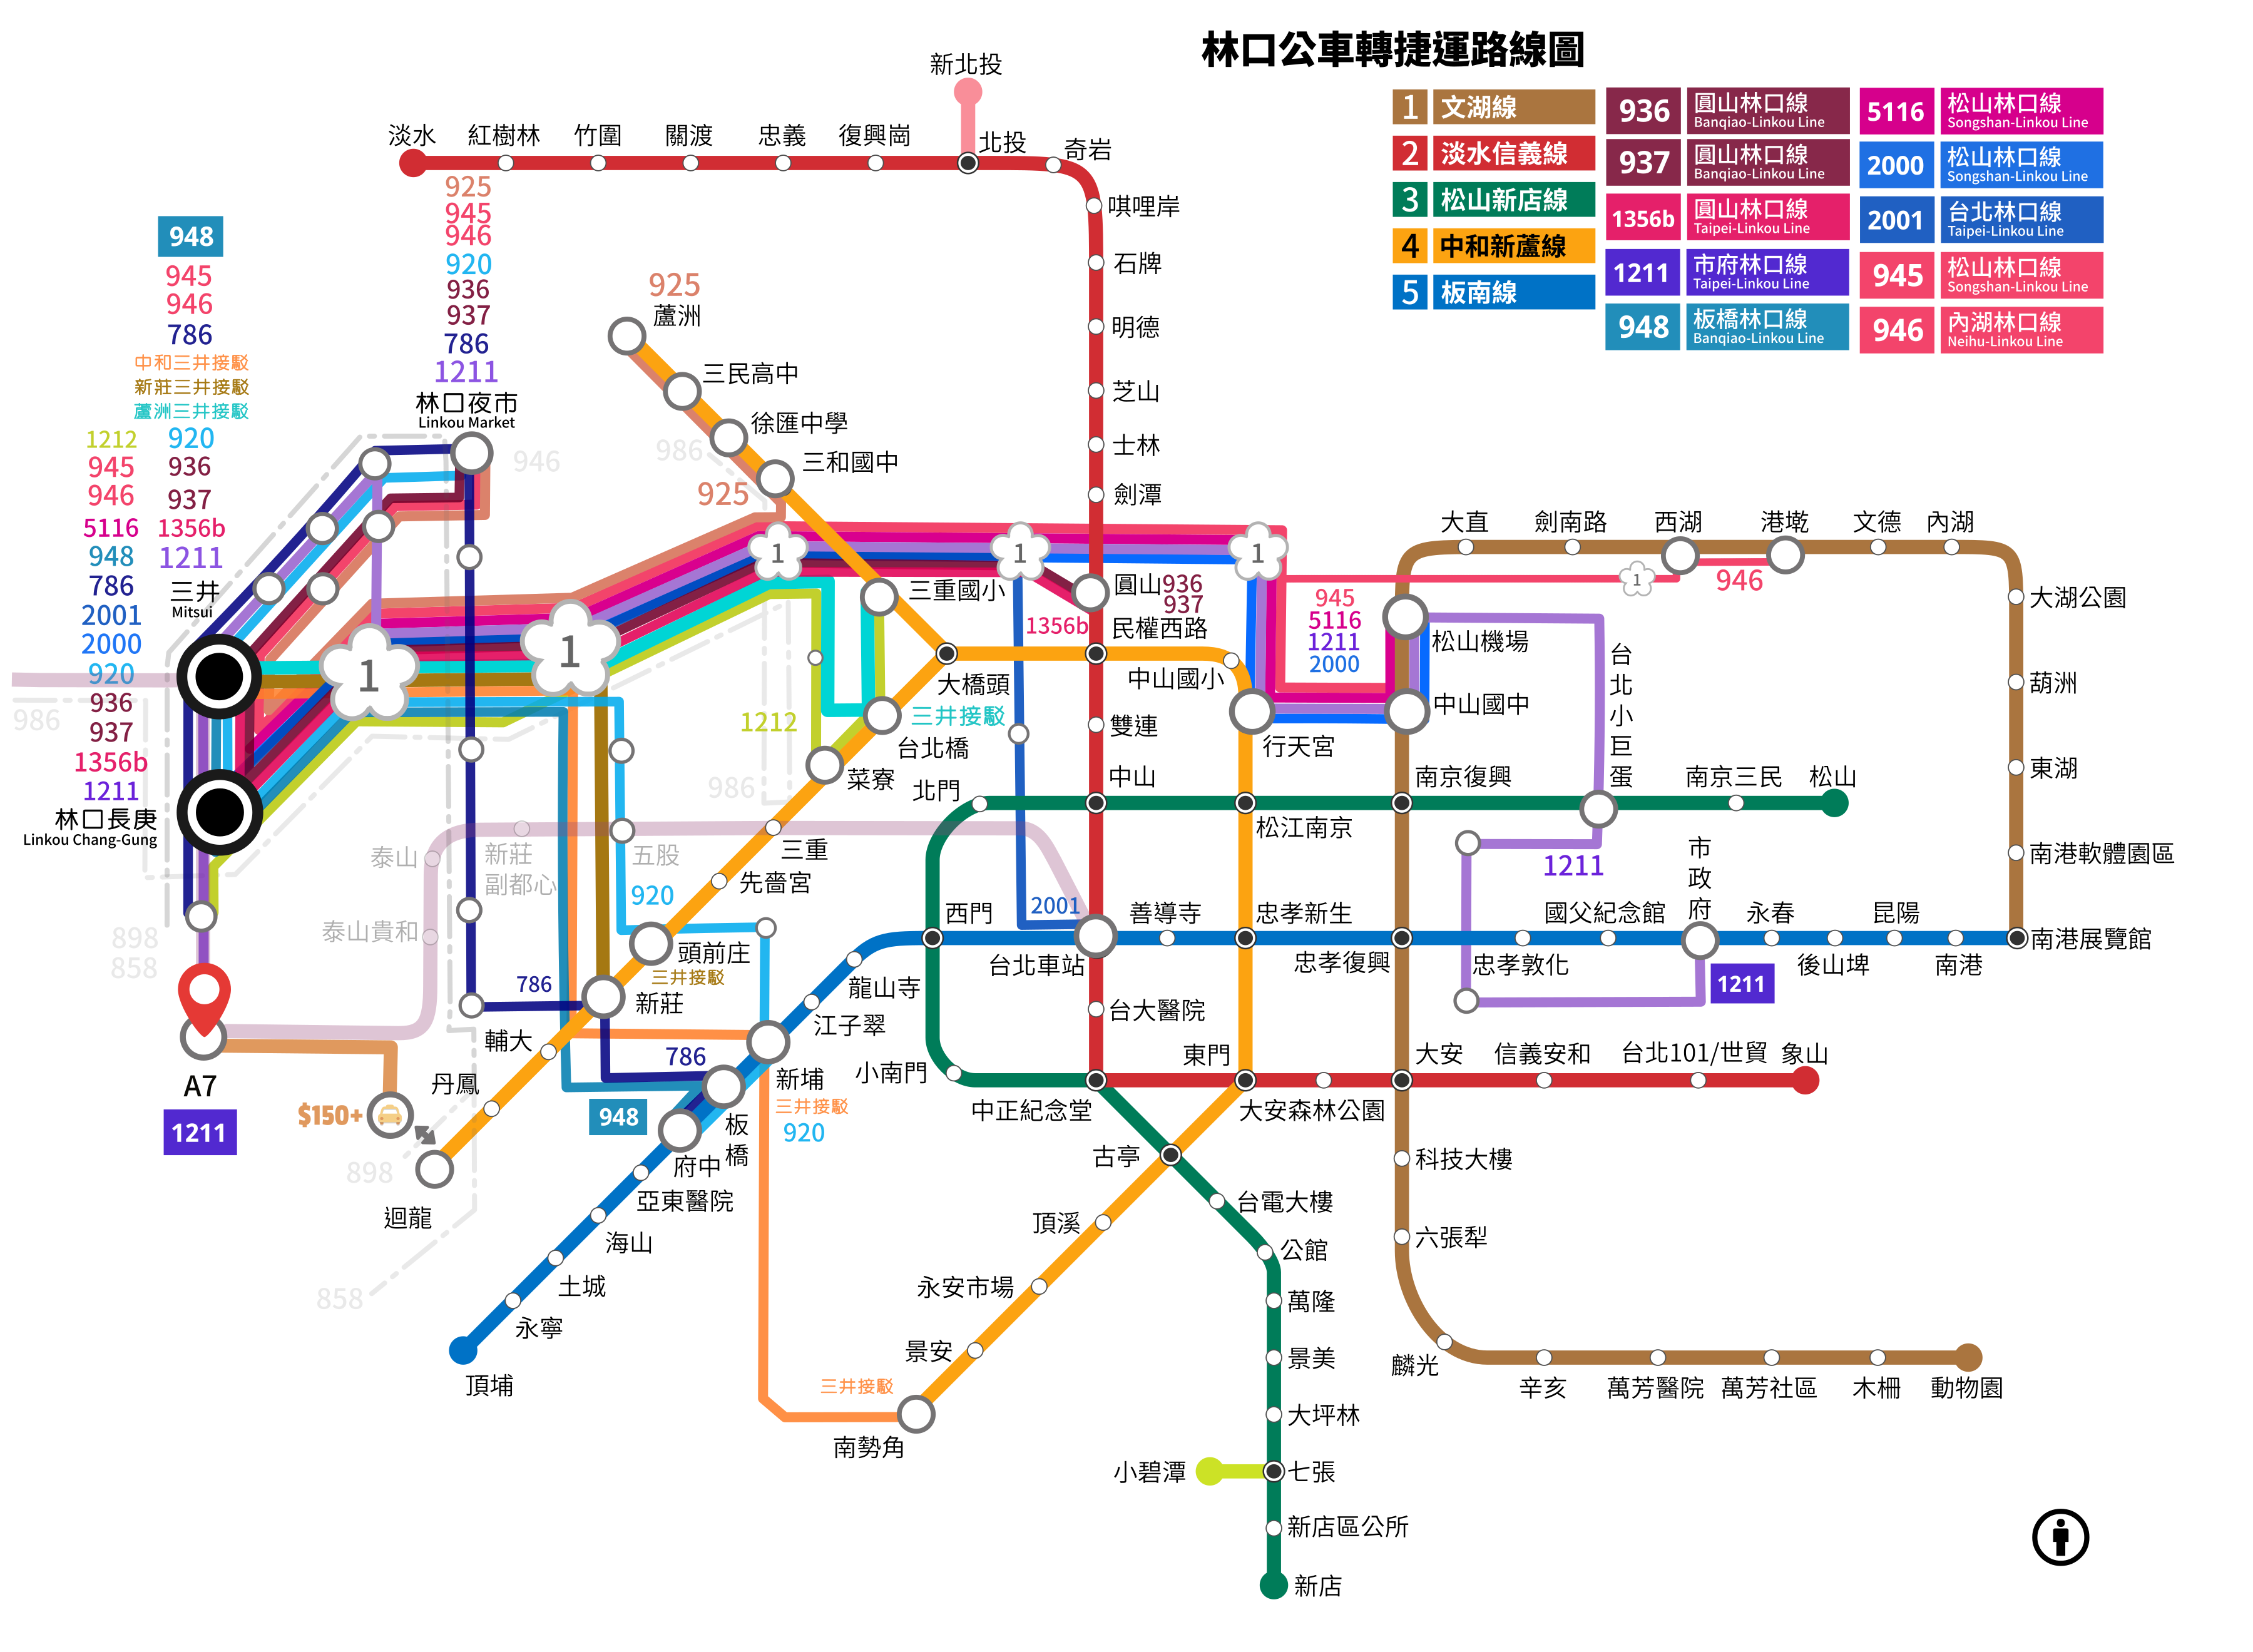 林口公車轉捷運路線圖
1 文湖線
2 淡水信義線
3 松山新店線
4 中和新蘆線
5 板南線
936 圓山林口線
Banqiao-Linkou Line
937 圓山林口線
Banqiao-Linkou Line
1356b 圓山林口線
Taipei-Linkou Line
1211 市府林口線
Taipei-Linkou Line
948 板橋林口線
Banqiao-Linkou Line
5116 松山林口線
Songshan-Linkou Line
2000 松山林口線
Songshan-Linkou Line
2001 台北林口線
Taipei-Linkou Line
945 松山林口線
Songshan-Linkou Line
946 內湖林口線
Neihu-Linkou Line
新北投
淡水
紅樹林
竹圍
關渡
忠義
復興崗
北投
奇岩
唭哩岸
石牌
明德
芝山
士林
劍潭
圓山
936
937
民權西路
雙連
中山
台北車站
台大醫院
中正紀念堂
925
945
946
920
936
937
786
1211
林口夜市
Linkou Market
946
948
945
946
786
中和三井接駁
新莊三井接駁
蘆洲三井接駁
920
936
937
1356b
1211
三井
Mitsui
1212
945
946
5116
948
786
2001
2000
920
936
937
1356b
1211
林口長庚
Linkou Chang-Gung
986
898
858
A7
1211
$150+
898
858
925
蘆洲
三民高中
徐匯中學
三和國中
986
925
三重國小
大橋頭
三井接駁
台北橋
1212
986
菜寮
三重
先嗇宮
頭前庄
三井接駁
新莊
輔大
丹鳳
迴龍
1
1
1
1
1
1
1356b
945
5116
1211
2000
946
中山國小
行天宮
松江南京
忠孝新生
東門
大直
劍南路
西湖
港墘
文德
內湖
大湖公園
葫洲
東湖
南港軟體園區
南港展覽館
松山機場
中山國中
南京復興
忠孝復興
大安
科技大樓
六張犁
麟光
辛亥
萬芳醫院
萬芳社區
木柵
動物園
台北小巨蛋
南京三民
松山
1211
市政府
1211
北門
西門
小南門
2001
善導寺
國父紀念館
忠孝敦化
永春
後山埤
昆陽
南港
泰山
泰山貴和
新莊
副都心
五股
920
786
786
948
龍山寺
江子翠
新埔
三井接駁
920
板橋
府中
亞東醫院
海山
土城
永寧
頂埔
大安森林公園
信義安和
台北101/世貿
象山
古亭
頂溪
永安市場
景安
三井接駁
南勢角
台電大樓
公館
萬隆
景美
大坪林
小碧潭
七張
新店區公所
新店